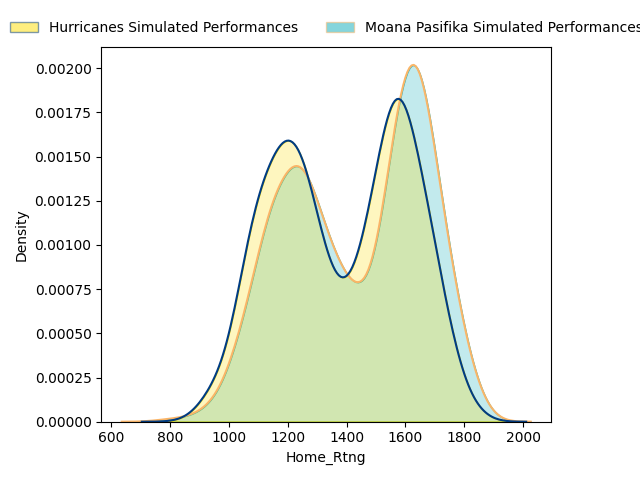 Hurricanes Simulated Performances Moana Pasifika Simulated Performances
0.00200
0.00175
0.00150
0.00125
0.00100
0.00075
0.00050
0.00025
0.00000
Density
600 800 1000 1200 1400 1600 1800 2000
Home_Rtng